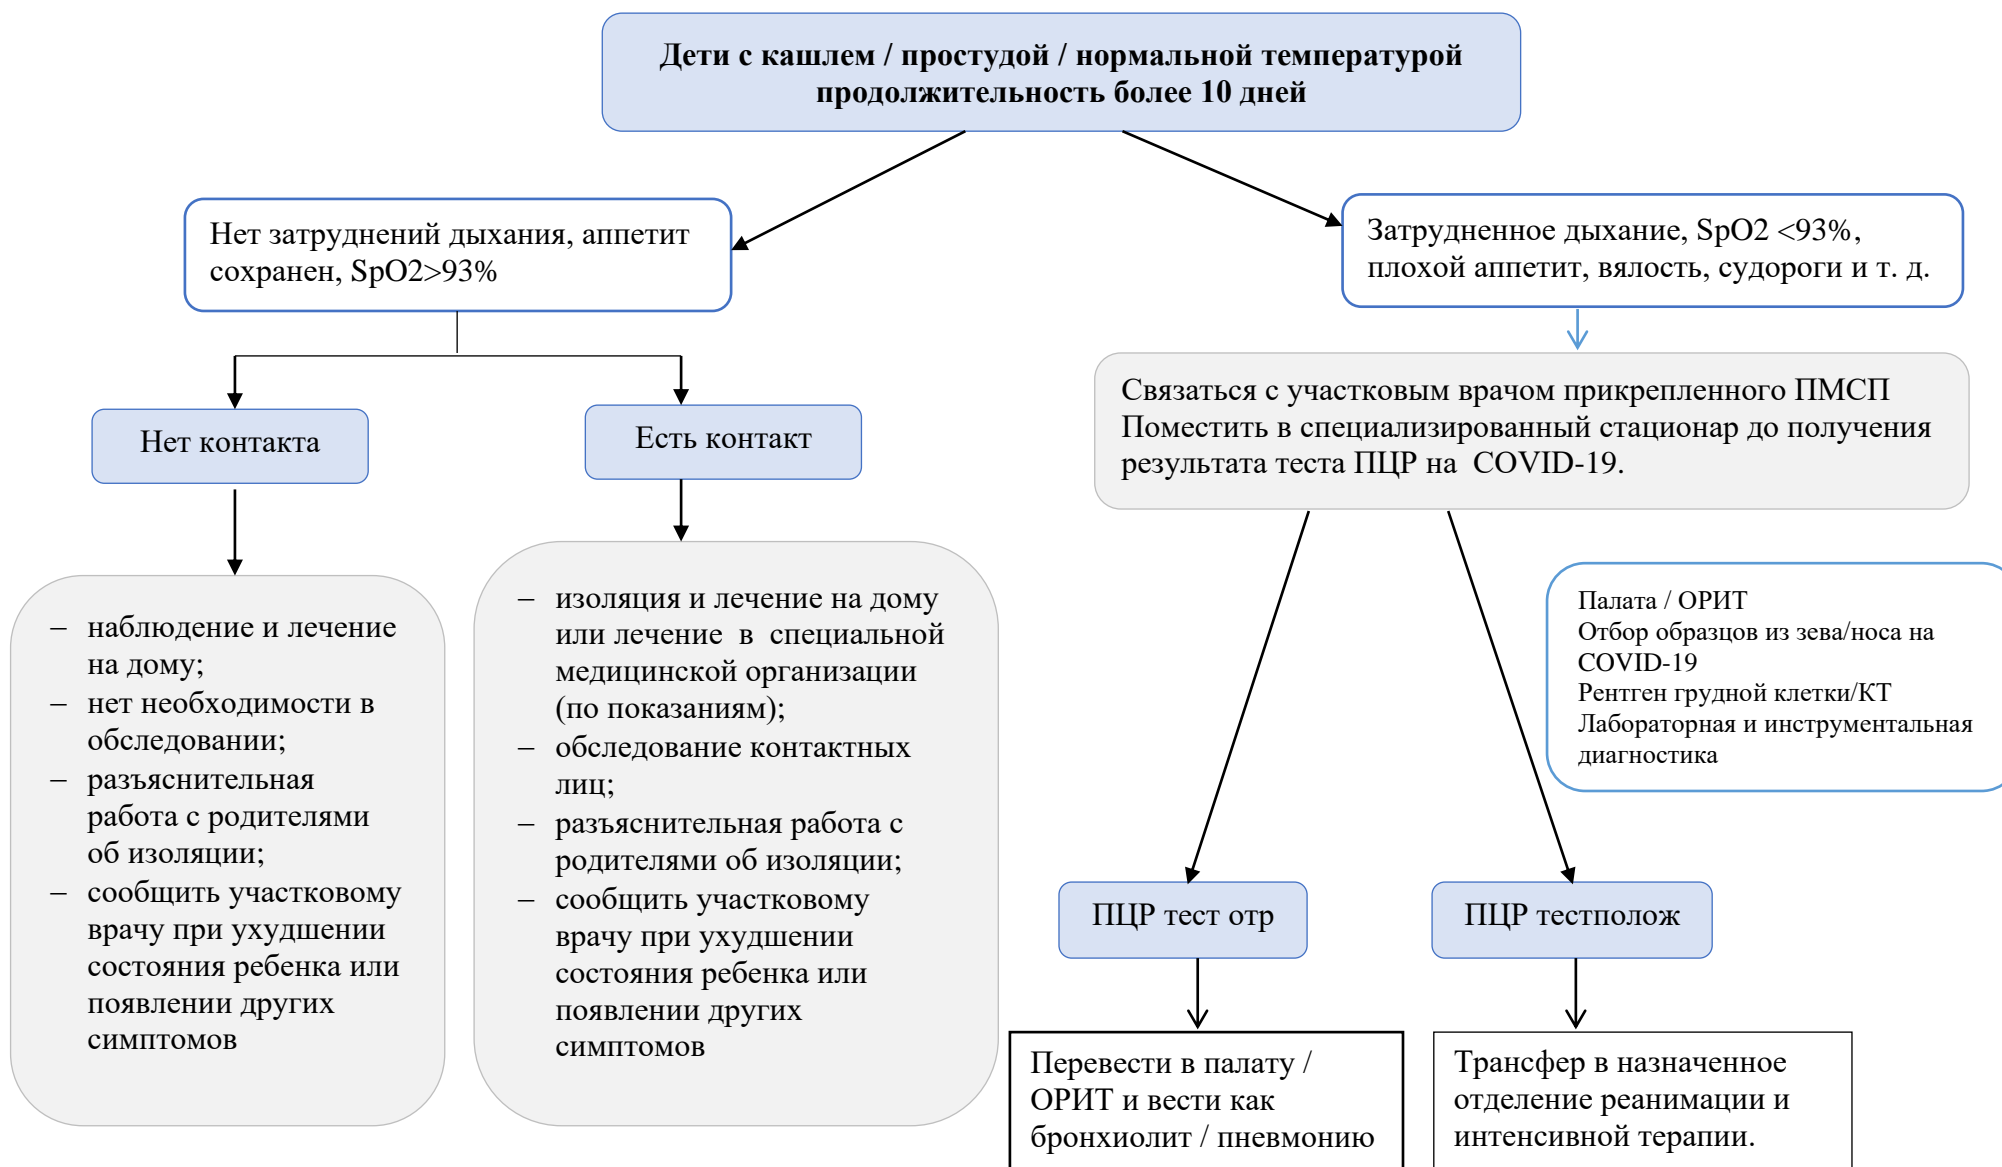 Дети с кашлем / простудой / нормальной температурой
продолжительность более 10 дней
Нет затруднений дыхания, аппетит
сохранен, SpO2>93%
Затрудненное дыхание, SpO2 <93%,
плохой аппетит, вялость, судороги и т. д.
Нет контакта
Есть контакт
Связаться с участковым врачом прикрепленного ПМСП
Поместить в специализированный стационар до получения
результата теста ПЦР на  COVID-19.
– наблюдение и лечение
на дому;
– нет необходимости в
обследовании;
– разъяснительная
работа с родителями
об изоляции;
– сообщить участковому
врачу при ухудшении
состояния ребенка или
появлении других
симптомов
– изоляция и лечение на дому
или лечение  в  специальной
медицинской организации
(по показаниям);
– обследование контактных
лиц;
– разъяснительная работа с
родителями об изоляции;
– сообщить участковому
врачу при ухудшении
состояния ребенка или
появлении других
симптомов
Палата / ОРИТ
Отбор образцов из зева/носа на
COVID-19
Рентген грудной клетки/КТ
Лабораторная и инструментальная
диагностика
ПЦР тест отр
ПЦР тестполож
Перевести в палату /
ОРИТ и вести как
бронхиолит / пневмонию
Трансфер в назначенное
отделение реанимации и
интенсивной терапии.